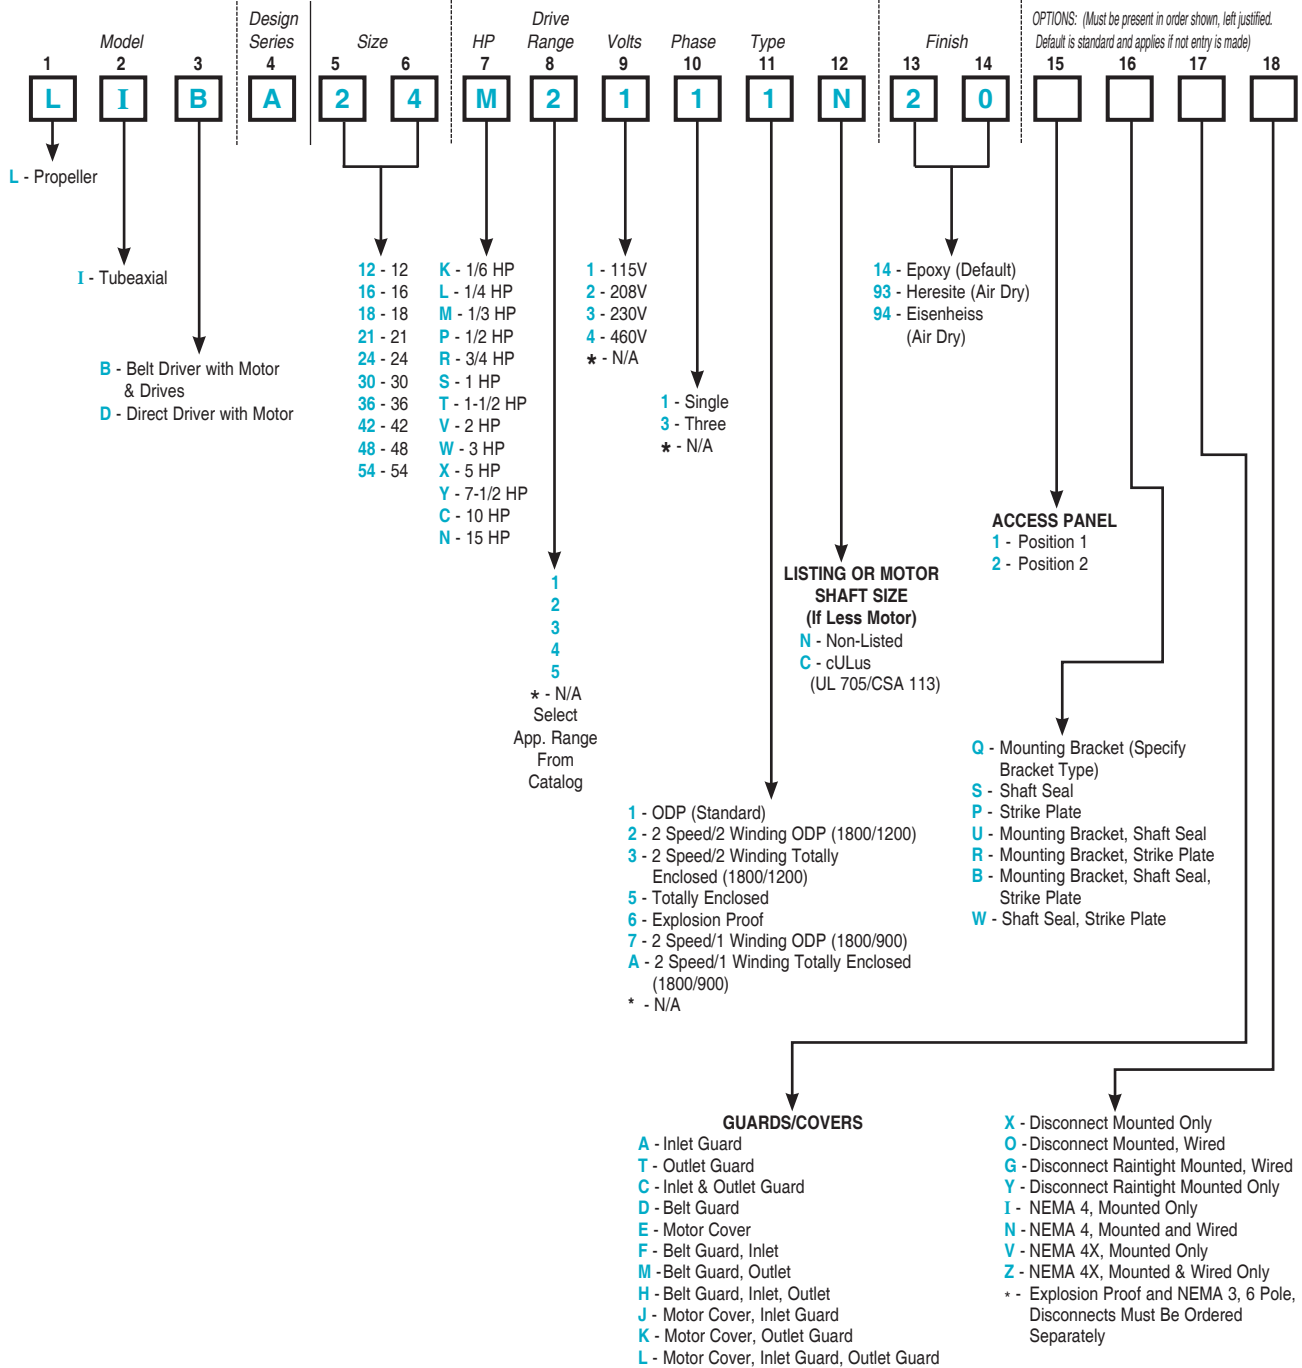 Model
Design
Series
Size
HP
Drive
Range
Volts
Phase
Type
Finish
OPTIONS: (Must be present in order shown, left justified.
Default is standard and applies if not entry is made)
1 2 3 4 5 6 7 8 9 10 11 12 13 14 15 16 17 18
L I B A 2 4 M 2 1 1 1 N 2 0
L - Propeller
I - Tubeaxial
B - Belt Driver with Motor
& Drives
D - Direct Driver with Motor
12 - 12
16 - 16
18 - 18
21 - 21
24 - 24
30 - 30
36 - 36
42 - 42
48 - 48
54 - 54
K - 1/6 HP
L - 1/4 HP
M - 1/3 HP
P - 1/2 HP
R - 3/4 HP
S - 1 HP
T - 1-1/2 HP
V - 2 HP
W - 3 HP
X - 5 HP
Y - 7-1/2 HP
C - 10 HP
N - 15 HP
1
2
3
4
5
* - N/A
Select
App. Range
From
Catalog
1 - 115V
2 - 208V
3 - 230V
4 - 460V
* - N/A
1 - Single
3 - Three
* - N/A
1 - ODP (Standard)
2 - 2 Speed/2 Winding ODP (1800/1200)
3 - 2 Speed/2 Winding Totally
Enclosed (1800/1200)
5 - Totally Enclosed
6 - Explosion Proof
7 - 2 Speed/1 Winding ODP (1800/900)
A - 2 Speed/1 Winding Totally Enclosed
(1800/900)
* - N/A
LISTING OR MOTOR
SHAFT SIZE
(If Less Motor)
N - Non-Listed
C - cULus
(UL 705/CSA 113)
14 - Epoxy (Default)
93 - Heresite (Air Dry)
94 - Eisenheiss
(Air Dry)
ACCESS PANEL
1 - Position 1
2 - Position 2
Q - Mounting Bracket (Specify
Bracket Type)
S - Shaft Seal
P - Strike Plate
U - Mounting Bracket, Shaft Seal
R - Mounting Bracket, Strike Plate
B - Mounting Bracket, Shaft Seal,
Strike Plate
W - Shaft Seal, Strike Plate
GUARDS/COVERS
A - Inlet Guard
T - Outlet Guard
C - Inlet & Outlet Guard
D - Belt Guard
E - Motor Cover
F - Belt Guard, Inlet
M - Belt Guard, Outlet
H - Belt Guard, Inlet, Outlet
J - Motor Cover, Inlet Guard
K - Motor Cover, Outlet Guard
L - Motor Cover, Inlet Guard, Outlet Guard
X - Disconnect Mounted Only
O - Disconnect Mounted, Wired
G - Disconnect Raintight Mounted, Wired
Y - Disconnect Raintight Mounted Only
I - NEMA 4, Mounted Only
N - NEMA 4, Mounted and Wired
V - NEMA 4X, Mounted Only
Z - NEMA 4X, Mounted & Wired Only
* - Explosion Proof and NEMA 3, 6 Pole,
Disconnects Must Be Ordered
Separately